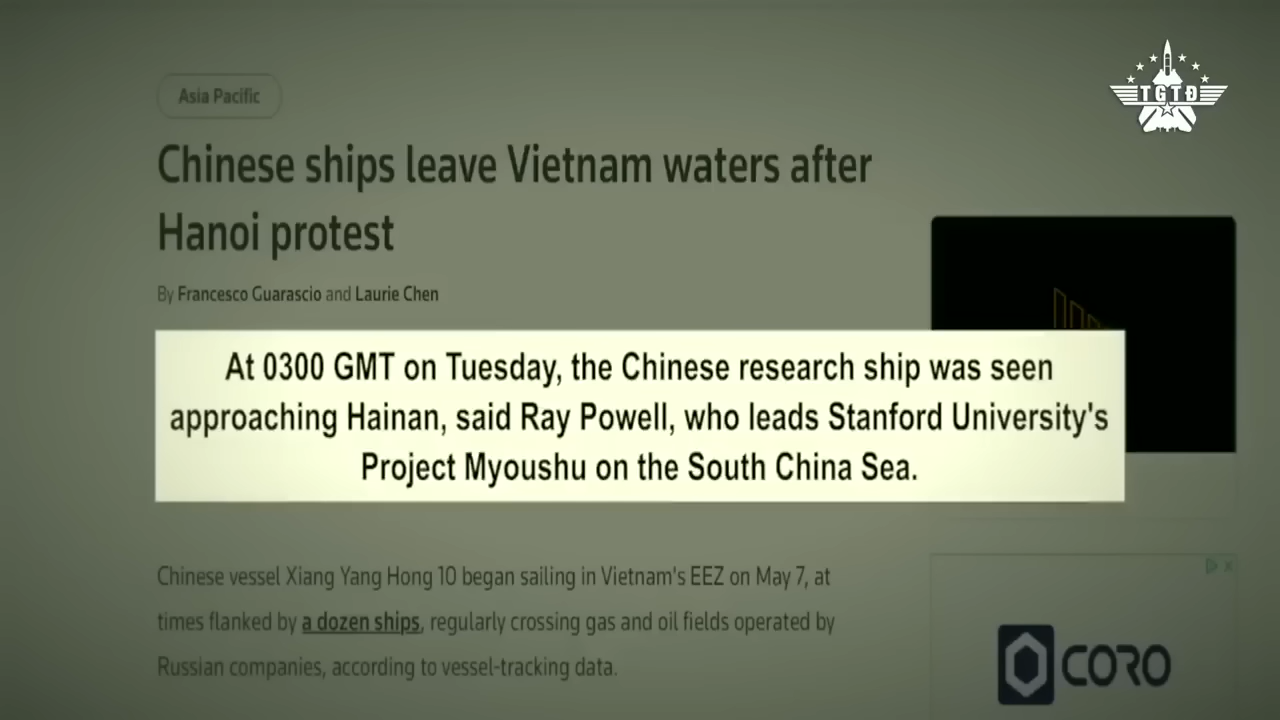 TGTĐ
Asia Pacific
Chinese ships leave Vietnam waters after
Hanoi protest
By Francesco Guarascio and Laurie Chen
At 0300 GMT on Tuesday, the Chinese research ship was seen
approaching Hainan, said Ray Powell, who leads Stanford University's
Project Myoushu on the South China Sea.
Chinese vessel Xiang Yang Hong 10 began sailing in Vietnam's EEZ on May 7, at
times flanked by a dozen ships, regularly crossing gas and oil fields operated by
Russian companies, according to vessel-tracking data.
CORO